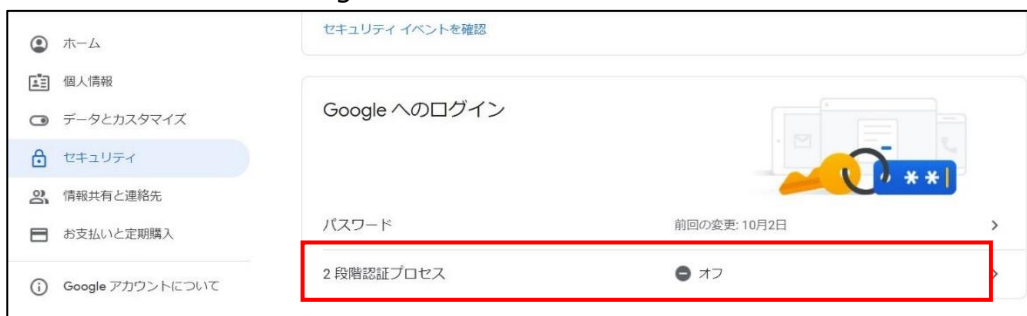 セキュリティ イベントを確認
ホーム
個人情報
データとカスタマイズ
セキュリティ
情報共有と連絡先
お支払いと定期購入
Google アカウントについて
Google へのログイン
**
パスワード 前回の変更: 10月2日
2 段階認証プロセス オフ